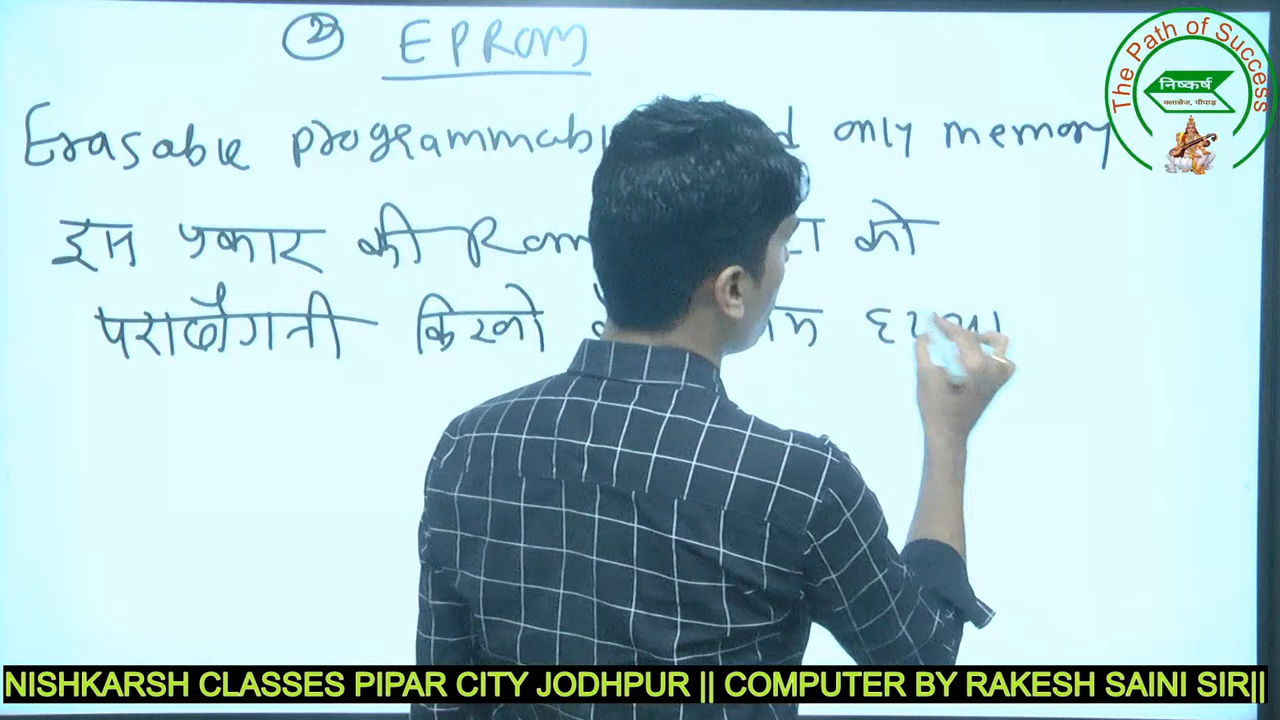 ② EPROM
Erasable programmabl d only memory
इस प्रकार की Rom टा को
पराबैंगनी किरणो के
The Path of Success
निष्कर्ष
क्लासेज, पीपाड़
NISHKARSH CLASSES PIPAR CITY JODHPUR || COMPUTER BY RAKESH SAINI SIR||